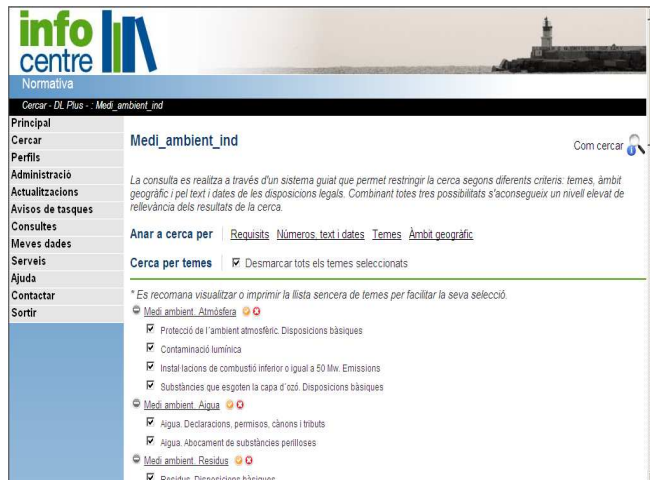 info
centre
Normativa
Cercar - DL Plus - : Medi_ambient_ind
Principal
Cercar
Perfils
Administració
Actualitzacions
Avisos de tasques
Consultes
Meves dades
Serveis
Ajuda
Contactar
Sortir
Medi_ambient_ind
Com cercar
La consulta es realitza a través d'un sistema guiat que permet restringir la cerca segons diferents criteris: temes, àmbit
geogràfic i pel text i dates de les disposicions legals. Combinant totes tres possibilitats s'aconsegueix un nivell elevat de
rellevància dels resultats de la cerca.
Anar a cerca per Requisits Números, text i dates Temes Àmbit geogràfic
Cerca per temes Desmarcar tots els temes seleccionats
* Es recomana visualitzar o imprimir la llista sencera de temes per facilitar la seva selecció.
Medi ambient. Atmósfera
Protecció de l'ambient atmosfèric. Disposicions bàsiques
Contaminació lumínica
Instal·lacions de combustió inferior o igual a 50 Mw. Emissions
Substàncies que esgoten la capa d'ozó. Disposicions bàsiques
Medi ambient. Aigua
Aigua. Declaracions, permisos, cànons i tributs
Aigua. Abocament de substàncies perilloses
Medi ambient. Residus
Residus. Disposicions bàsiques